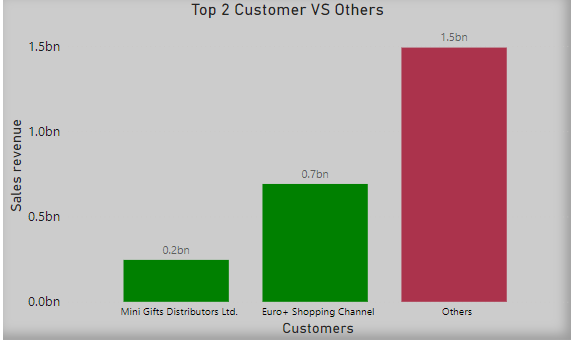 Top 2 Customer VS Others
Sales revenue
1.5bn
1.0bn
0.5bn
0.0bn
0.2bn
0.7bn
1.5bn
Mini Gifts Distributors Ltd.
Euro+ Shopping Channel
Others
Customers